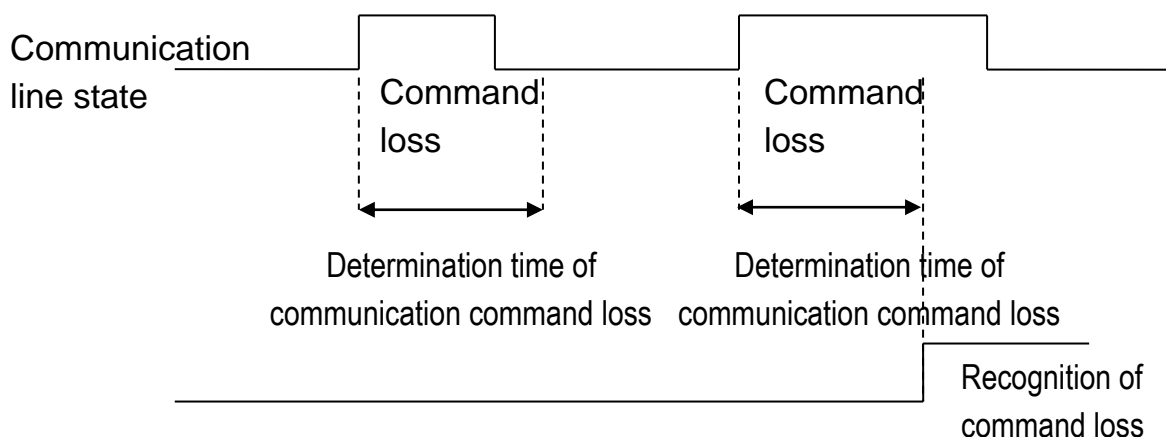 Communication
line state
Command
loss
Command
loss
Determination time of
communication command loss
Determination time of
communication command loss
Recognition of
command loss